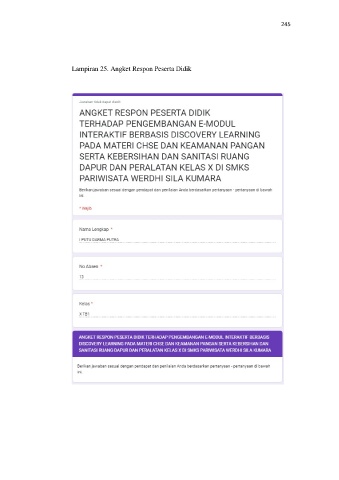 245
Lampiran 25. Angket Respon Peserta Didik
ANGKET RESPON PESERTA DIDIK
TERHADAP PENGEMBANGAN E-MODUL
INTERAKTIF BERBASIS DISCOVERY LEARNING
PADA MATERI CHSE DAN KEAMANAN PANGAN
SERTA KEBERSIHAN DAN SANITASI RUANG
DAPUR DAN PERALATAN KELAS X DI SMKS
PARIWISATA WERDHI SILA KUMARA
Berikan jawaban sesuai dengan pendapat dan penilaian Anda berdasarkan pertanyaan - pertanyaan di bawah
ini.
* Wajib
Nama Lengkap *
I PUTU DARMA PUTRA
No Absen *
12
Kelas *
X TB1
ANGKET RESPON PESERTA DIDIK TERHADAP PENGEMBANGAN E-MODUL INTERAKTIF BERBASIS
DISCOVERY LEARNING PADA MATERI CHSE DAN KEAMANAN PANGAN SERTA KEBERSIHAN DAN
SANITASI RUANG DAPUR DAN PERALATAN KELAS X DI SMKS PARIWISATA WERDHI SILA KUMARA
Berikan jawaban sesuai dengan pendapat dan penilaian Anda berdasarkan pertanyaan - pertanyaan di bawah
ini.